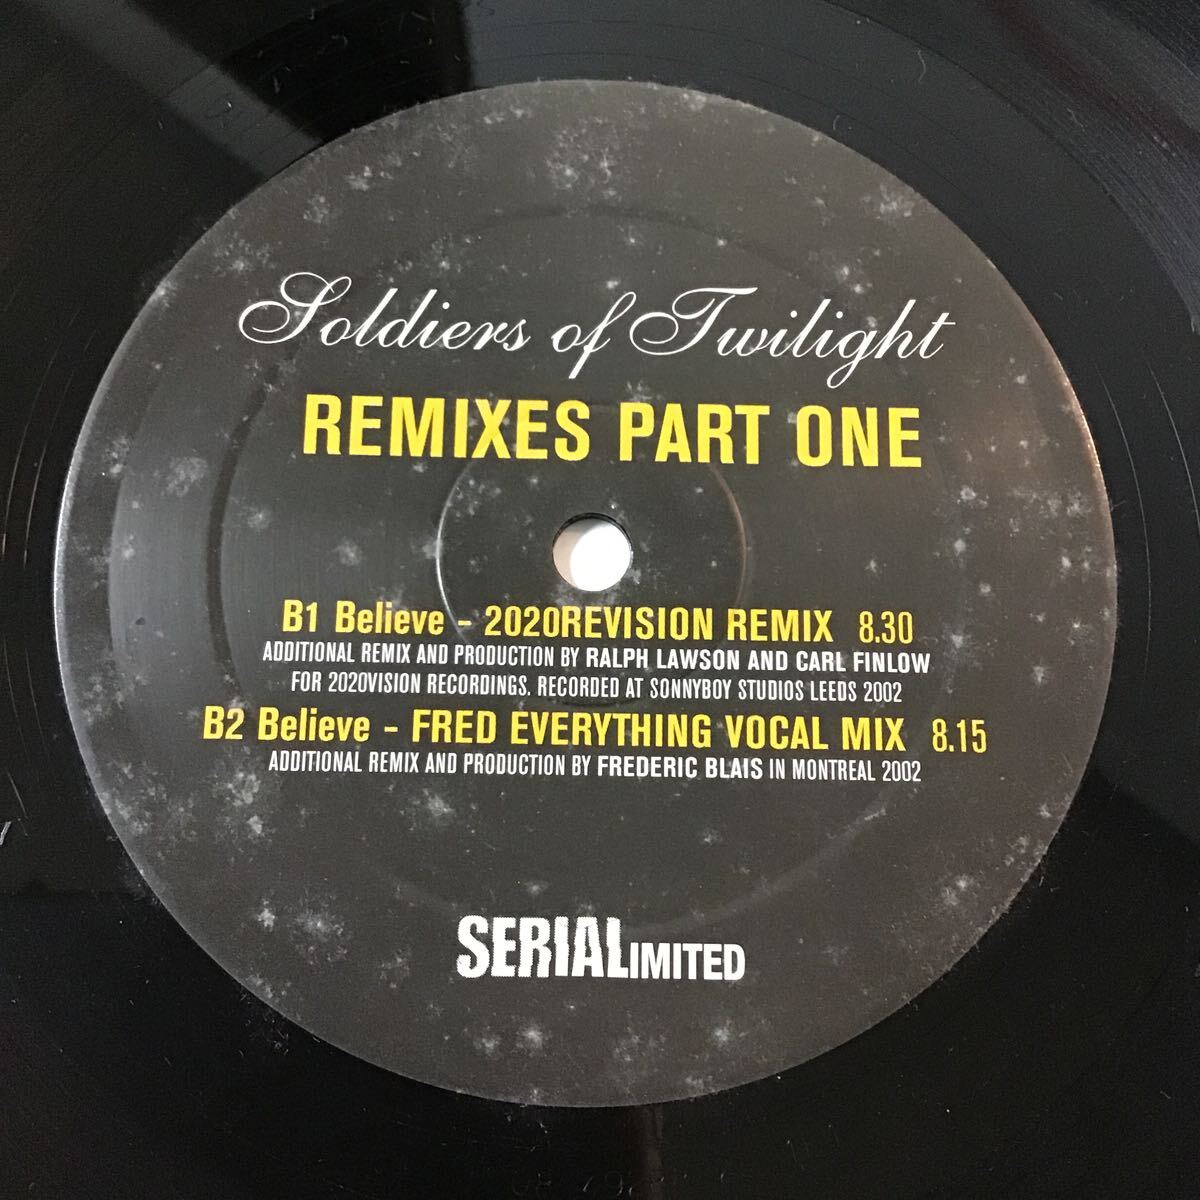 Soldiers of Twilight
REMIXES PART ONE
B1 Believe - 2020REVISION REMIX 8.30
ADDITIONAL REMIX AND PRODUCTION BY RALPH LAWSON AND CARL FINLOW
FOR 2020VISION RECORDINGS. RECORDED AT SONNYBOY STUDIOS LEEDS 2002
B2 Believe - FRED EVERYTHING VOCAL MIX 8.15
ADDITIONAL REMIX AND PRODUCTION BY FREDERIC BLAIS IN MONTREAL 2002
SERIALIMITED